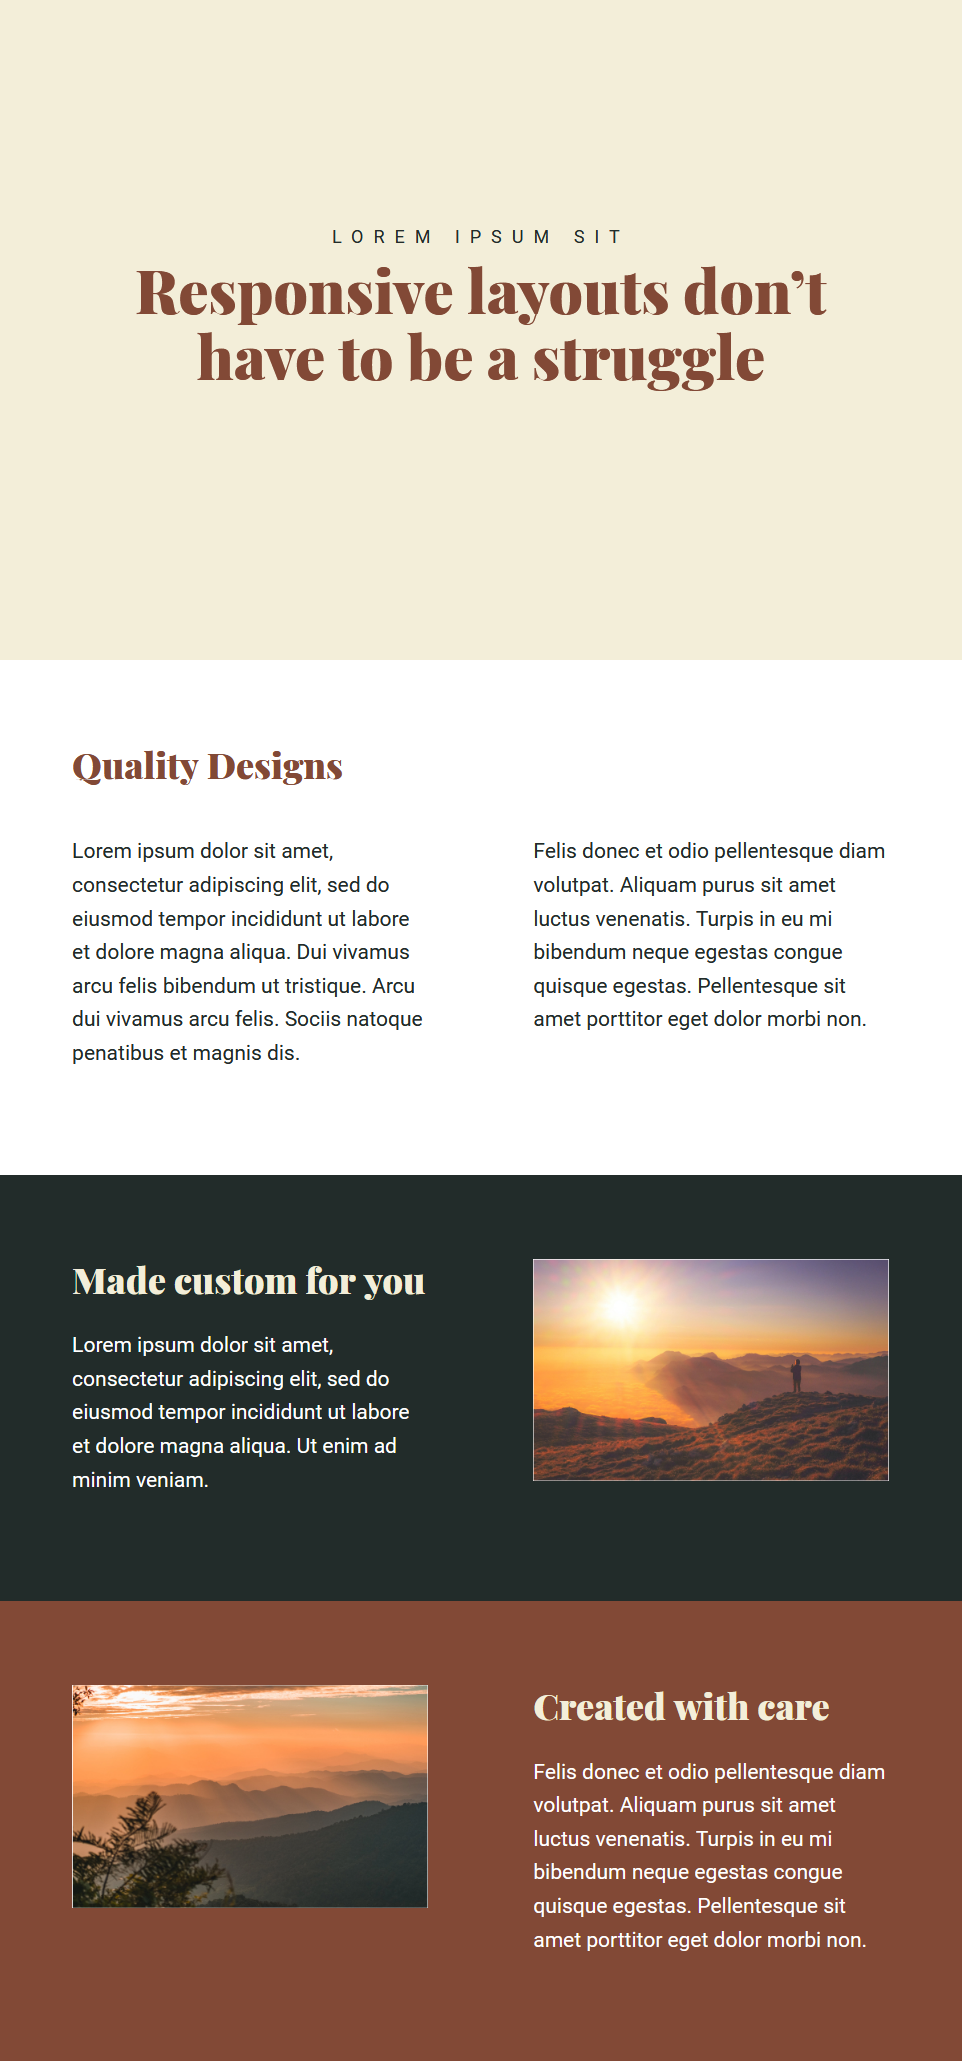 LOREM IPSUM SIT
Responsive layouts don’t
have to be a struggle
Quality Designs
Lorem ipsum dolor sit amet,
consectetur adipiscing elit, sed do
eiusmod tempor incididunt ut labore
et dolore magna aliqua. Dui vivamus
arcu felis bibendum ut tristique. Arcu
dui vivamus arcu felis. Sociis natoque
penatibus et magnis dis.
Felis donec et odio pellentesque diam
volutpat. Aliquam purus sit amet
luctus venenatis. Turpis in eu mi
bibendum neque egestas congue
quisque egestas. Pellentesque sit
amet porttitor eget dolor morbi non.
Made custom for you
Lorem ipsum dolor sit amet,
consectetur adipiscing elit, sed do
eiusmod tempor incididunt ut labore
et dolore magna aliqua. Ut enim ad
minim veniam.
Created with care
Felis donec et odio pellentesque diam
volutpat. Aliquam purus sit amet
luctus venenatis. Turpis in eu mi
bibendum neque egestas congue
quisque egestas. Pellentesque sit
amet porttitor eget dolor morbi non.